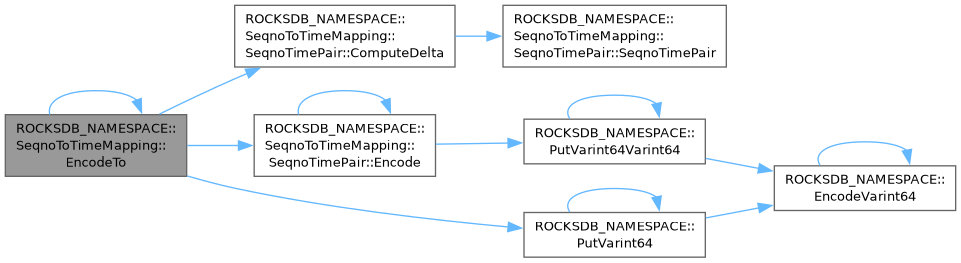 ROCKSDB_NAMESPACE::
SeqnoToTimeMapping::
SeqnoTimePair::ComputeDelta
ROCKSDB_NAMESPACE::
SeqnoToTimeMapping::
SeqnoTimePair::SeqnoTimePair
ROCKSDB_NAMESPACE::
SeqnoToTimeMapping::
EncodeTo
ROCKSDB_NAMESPACE::
SeqnoToTimeMapping::
SeqnoTimePair::Encode
ROCKSDB_NAMESPACE::
PutVarint64Varint64
ROCKSDB_NAMESPACE::
EncodeVarint64
ROCKSDB_NAMESPACE::
PutVarint64